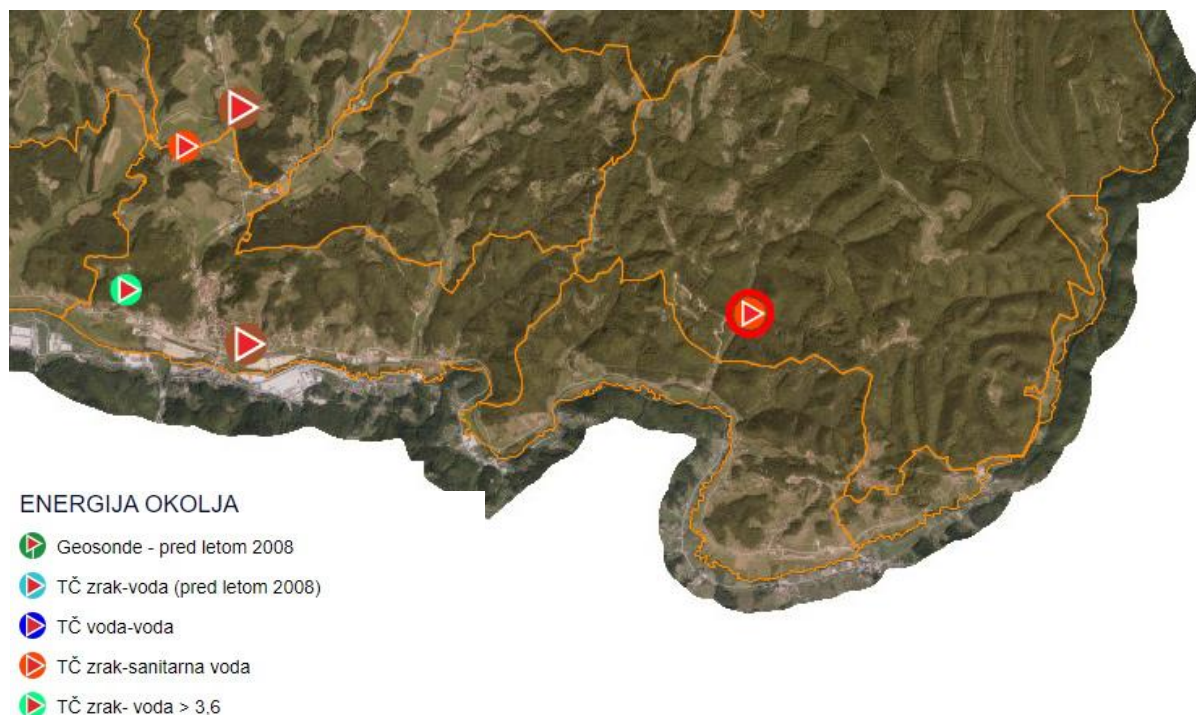 ENERGIJA OKOLJA
Geosonde - pred letom 2008
TČ zrak-voda (pred letom 2008)
TČ voda-voda
TČ zrak-sanitarna voda
TČ zrak- voda > 3,6